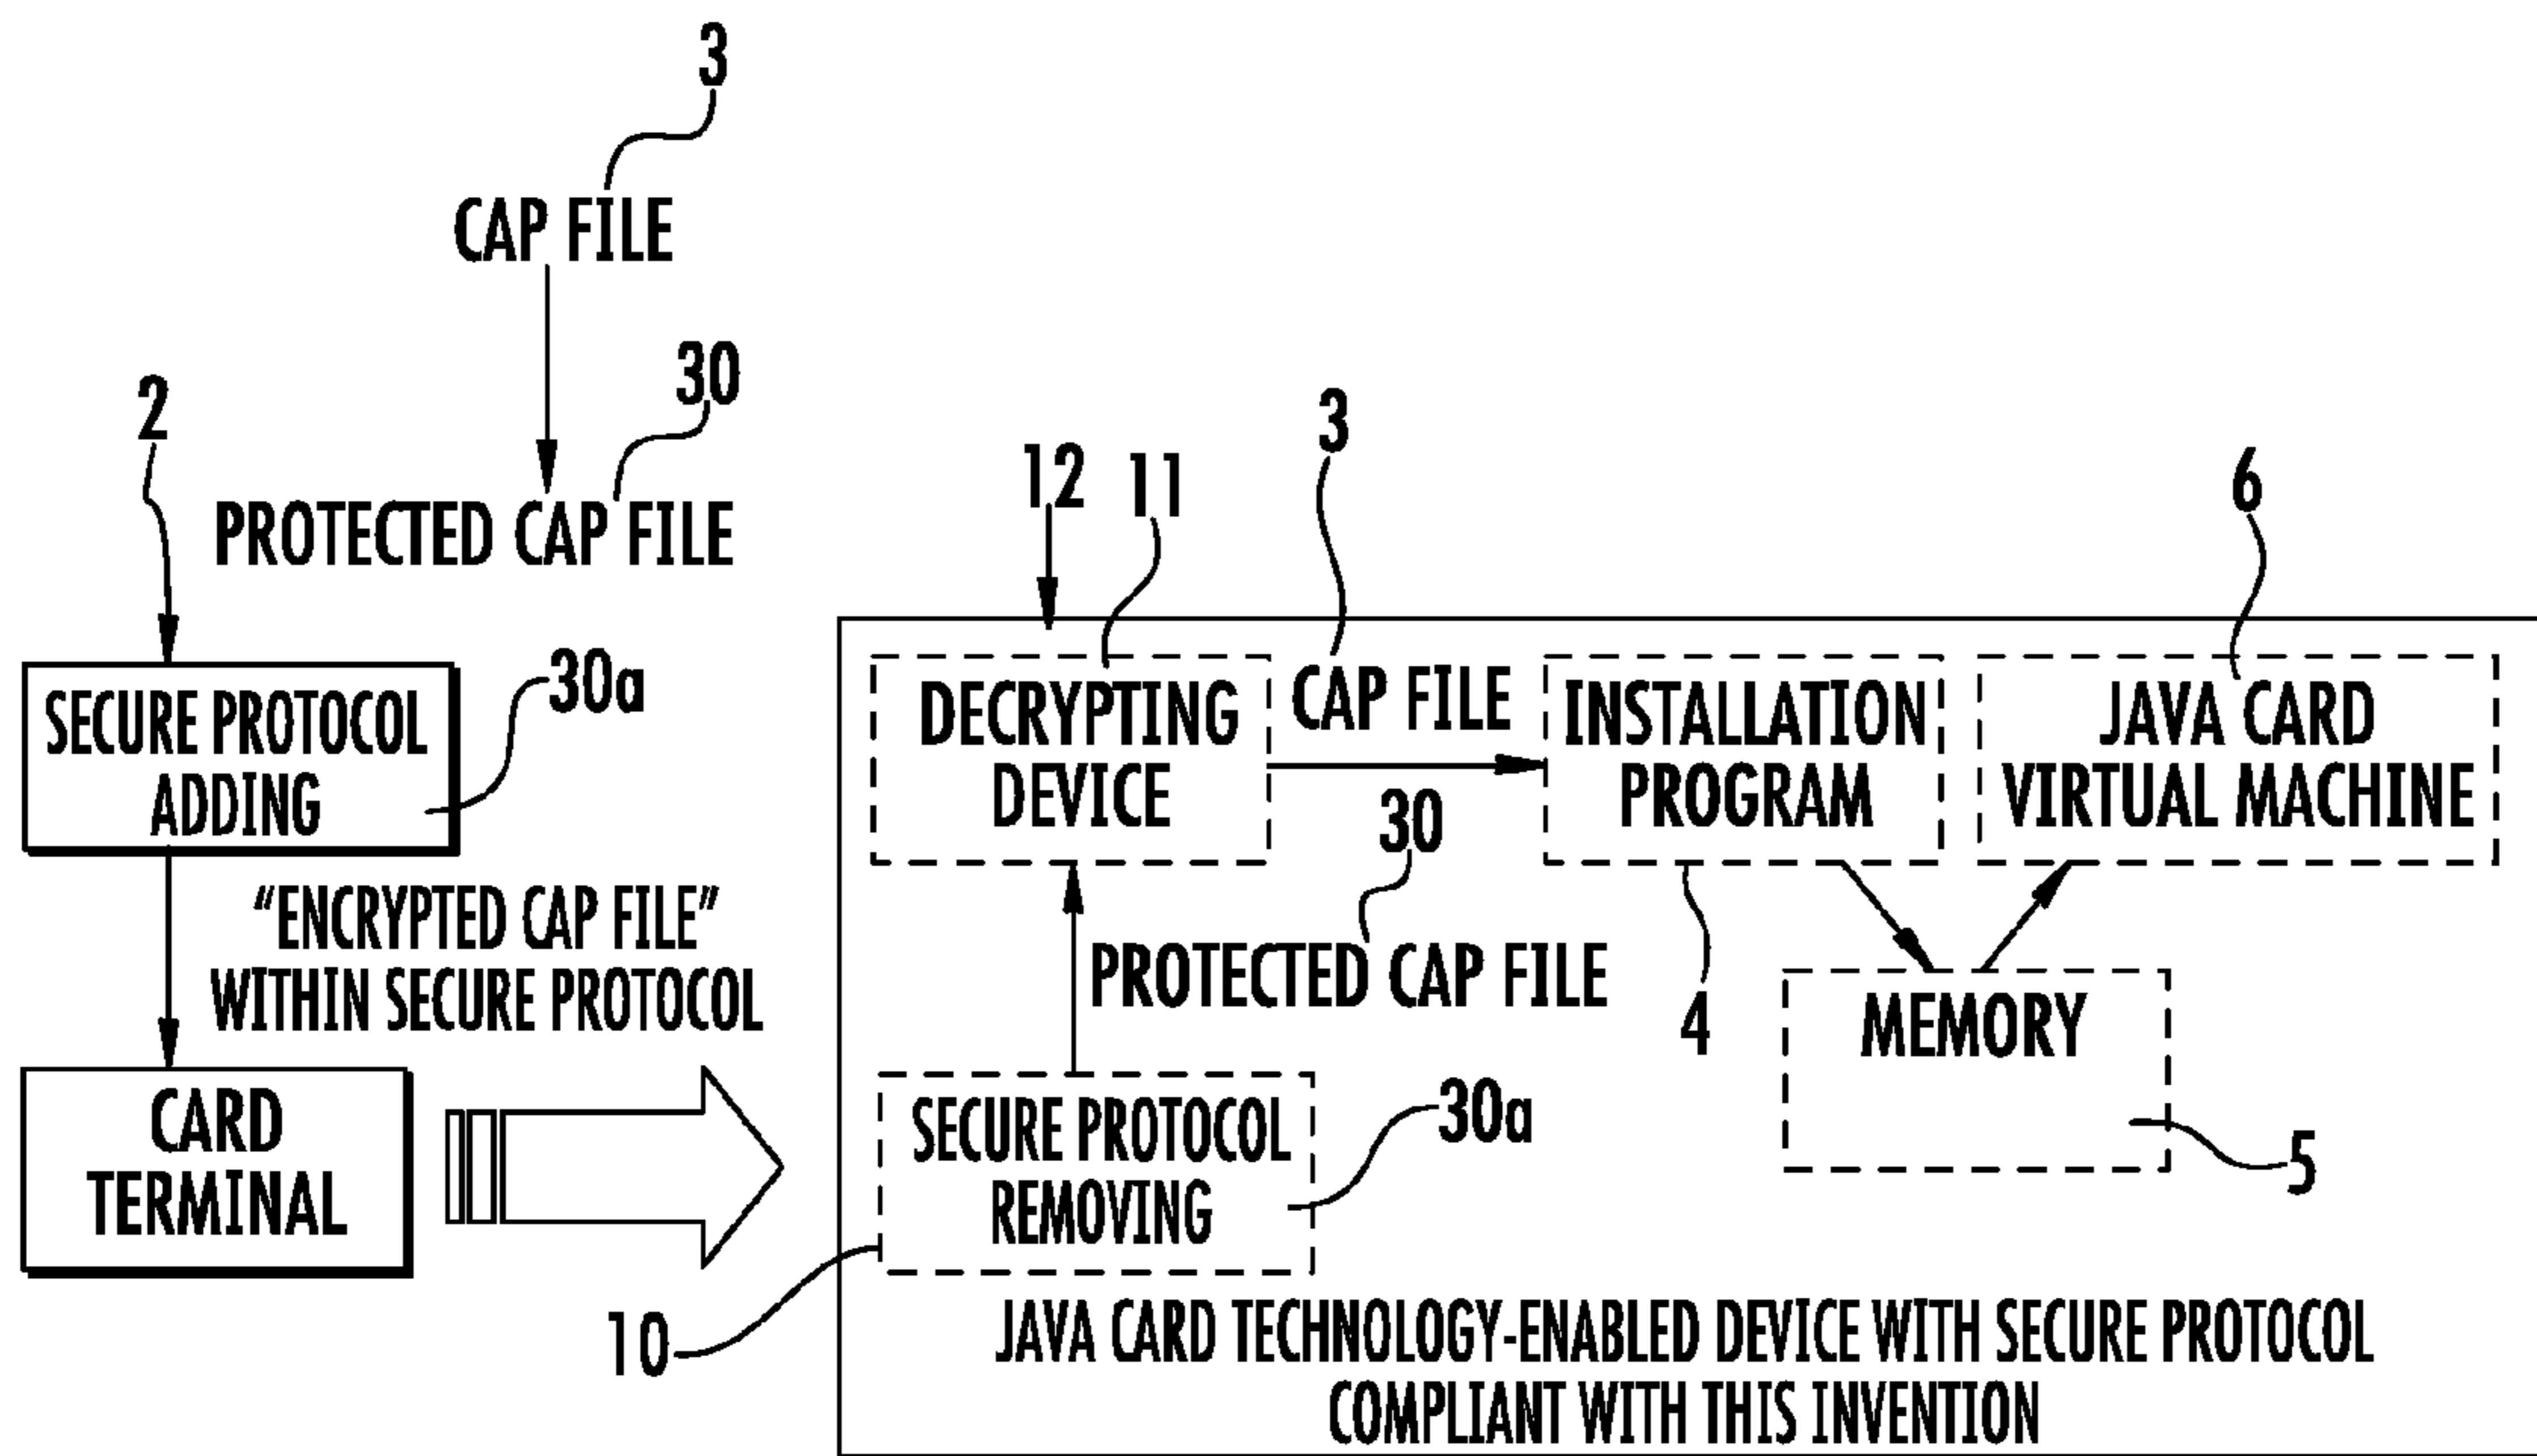 3
CAP FILE
30
PROTECTED CAP FILE
2
SECURE PROTOCOL
ADDING
30a
"ENCRYPTED CAP FILE"
WITHIN SECURE PROTOCOL
CARD
TERMINAL
12
11
3
6
DECRYPTING
DEVICE
CAP FILE
INSTALLATION
PROGRAM
JAVA CARD
VIRTUAL MACHINE
30
PROTECTED CAP FILE
4
MEMORY
5
SECURE PROTOCOL
REMOVING
30a
10
JAVA CARD TECHNOLOGY-ENABLED DEVICE WITH SECURE PROTOCOL
COMPLIANT WITH THIS INVENTION